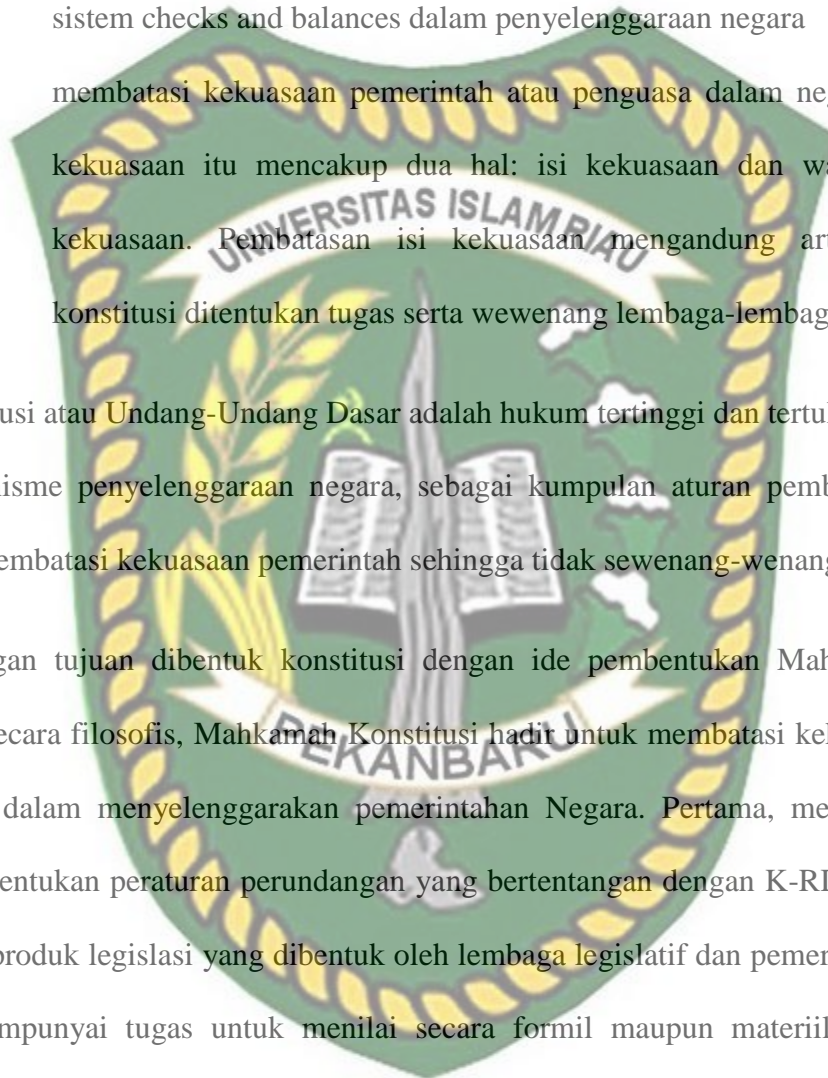 sistem checks and balances dalam penyelenggaraan negara
membatasi kekuasaan pemerintah atau penguasa dalam neg
kekuasaan itu mencakup dua hal: isi kekuasaan dan wa
UNIVERSITAS ISLAM RIAU
kekuasaan. Pembatasan isi kekuasaan mengandung art
konstitusi ditentukan tugas serta wewenang lembaga-lembag
usi atau Undang-Undang Dasar adalah hukum tertinggi dan tertul
lisme penyelenggaraan negara, sebagai kumpulan aturan pemb
embatasi kekuasaan pemerintah sehingga tidak sewenang-wenang
gan tujuan dibentuk konstitusi dengan ide pembentukan Mah
ecara filosofis, Mahkamah Konstitusi hadir untuk membatasi kel
PEKANBARU
dalam menyelenggarakan pemerintahan Negara. Pertama, me
entukan peraturan perundangan yang bertentangan dengan K-RI
produk legislasi yang dibentuk oleh lembaga legislatif dan pemer
mpunyai tugas untuk menilai secara formil maupun materiil